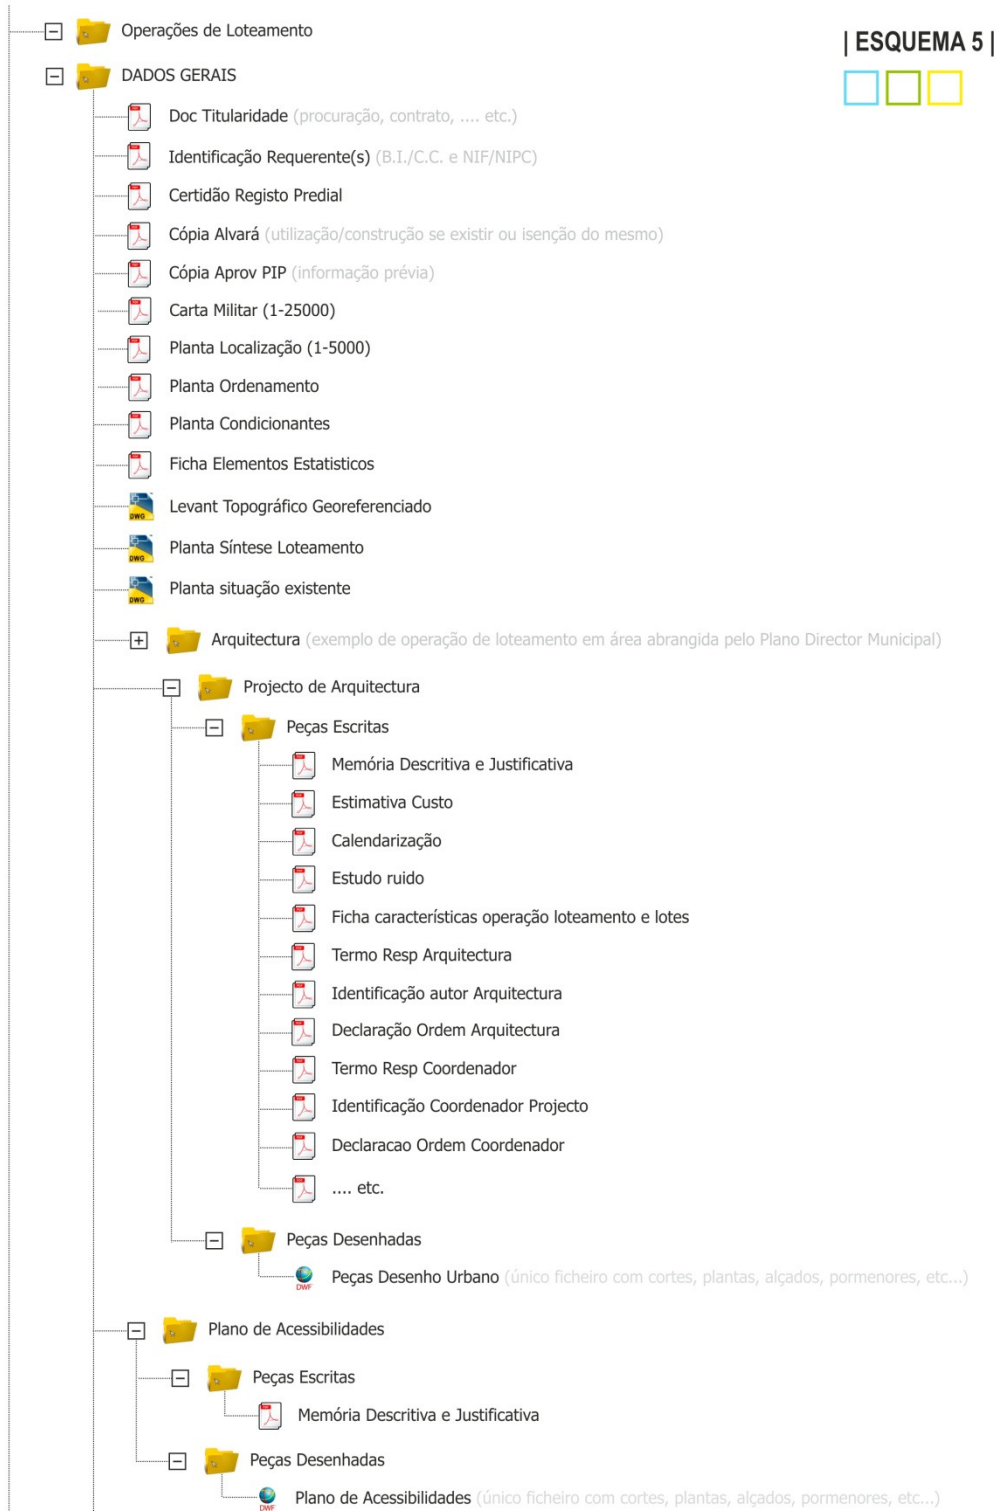 Operações de Loteamento
| ESQUEMA 5 |
DADOS GERAIS
Doc Titularidade (procuração, contrato, .... etc.)
Identificação Requerente(s) (B.I./C.C. e NIF/NIPC)
Certidão Registo Predial
Cópia Alvará (utilização/construção se existir ou isenção do mesmo)
Cópia Aprov PIP (informação prévia)
Carta Militar (1-25000)
Planta Localização (1-5000)
Planta Ordenamento
Planta Condicionantes
Ficha Elementos Estatisticos
DWG Levant Topográfico Georeferenciado
DWG Planta Síntese Loteamento
DWG Planta situação existente
Arquitectura (exemplo de operação de loteamento em área abrangida pelo Plano Director Municipal)
Projecto de Arquitectura
Peças Escritas
Memória Descritiva e Justificativa
Estimativa Custo
Calendarização
Estudo ruido
Ficha características operação loteamento e lotes
Termo Resp Arquitectura
Identificação autor Arquitectura
Declaração Ordem Arquitectura
Termo Resp Coordenador
Identificação Coordenador Projecto
Declaracao Ordem Coordenador
.... etc.
Peças Desenhadas
DWF Peças Desenho Urbano (único ficheiro com cortes, plantas, alçados, pormenores, etc...)
Plano de Acessibilidades
Peças Escritas
Memória Descritiva e Justificativa
Peças Desenhadas
DWF Plano de Acessibilidades (único ficheiro com cortes, plantas, alçados, pormenores, etc...)